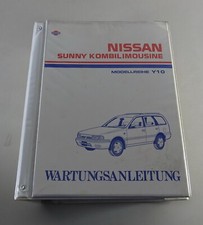 NISSAN
SUNNY KOMBILIMOUSINE
MODELLREIHE Y10
WARTUNGSANLEITUNG